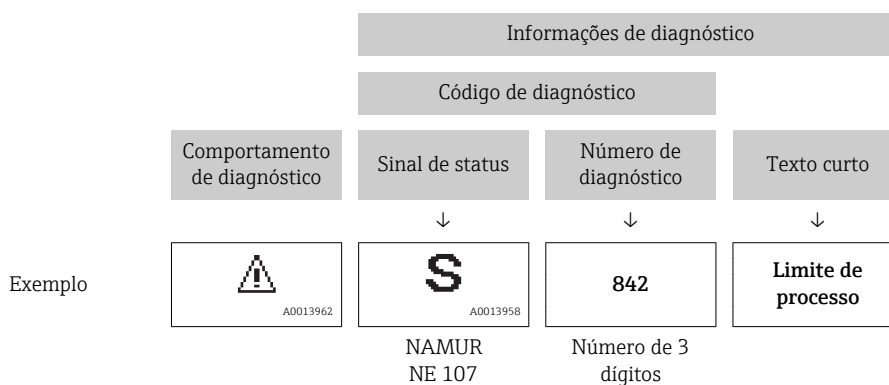 Informações de diagnóstico
Código de diagnóstico
Comportamento
de diagnóstico
Sinal de status
Número de
diagnóstico
Texto curto
↓ ↓ ↓
Exemplo
A0013962
S
A0013958
842
Limite de
processo
NAMUR
NE 107
Número de 3
dígitos